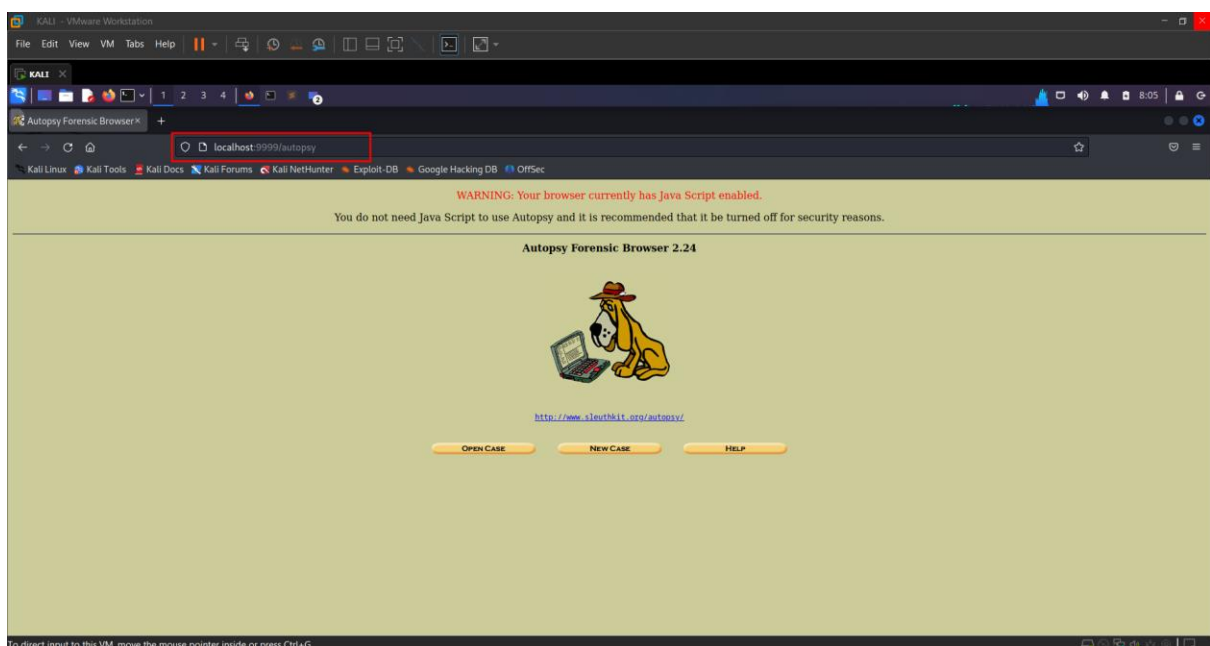 KALI - VMware Workstation
File Edit View VM Tabs Help
KALI
1 2 3 4
2
8:05
Autopsy Forensic Browser
localhost:9999/autopsy
Kali Linux Kali Tools Kali Docs Kali Forums Kali NetHunter Exploit-DB Google Hacking DB OffSec
WARNING: Your browser currently has Java Script enabled.
You do not need Java Script to use Autopsy and it is recommended that it be turned off for security reasons.
Autopsy Forensic Browser 2.24
http://www.sleuthkit.org/autopsy/
OPEN CASE NEW CASE HELP
To direct input to this VM, move the mouse pointer inside or press Ctrl+G.